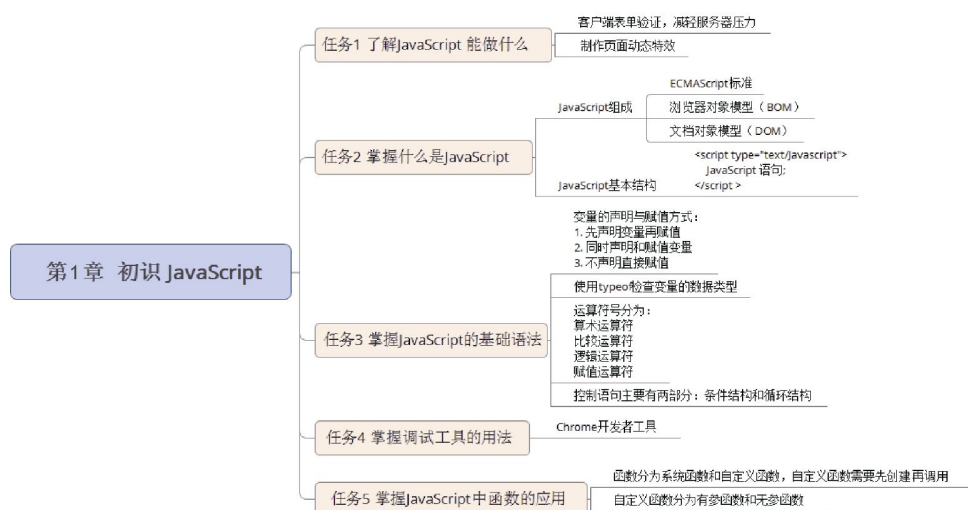 第1章 初识 JavaScript
任务1 了解JavaScript 能做什么
客户端表单验证，减轻服务器压力
制作页面动态特效
任务2 掌握什么是JavaScript
JavaScript组成
ECMAScript标准
浏览器对象模型（BOM）
文档对象模型（DOM）
JavaScript基本结构
<script type="text/javascript">
JavaScript 语句;
</script >
任务3 掌握JavaScript的基础语法
变量的声明与赋值方式：
1. 先声明变量再赋值
2. 同时声明和赋值变量
3. 不声明直接赋值
使用typeof检查变量的数据类型
运算符号分为：
算术运算符
比较运算符
逻辑运算符
赋值运算符
控制语句主要有两部分：条件结构和循环结构
任务4 掌握调试工具的用法
Chrome开发者工具
任务5 掌握JavaScript中函数的应用
函数分为系统函数和自定义函数，自定义函数需要先创建再调用
自定义函数分为有参函数和无参函数